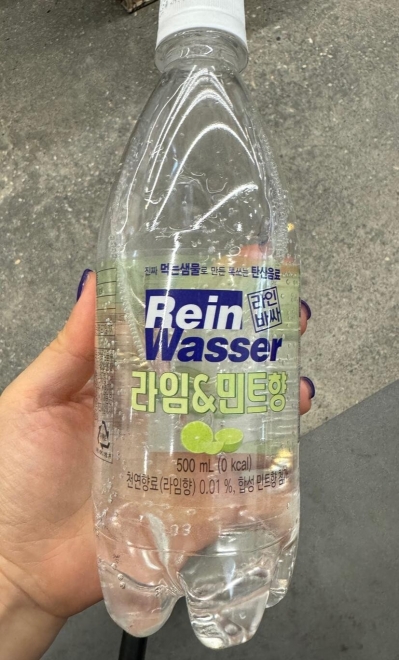 진짜 먹는샘물로 만든 톡쏘는 탄산음료
Rein 라인
Wasser 바싸
라임&민트향
500 mL (0 kcal)
천연향료 (라임향) 0.01 %, 합성 민트향